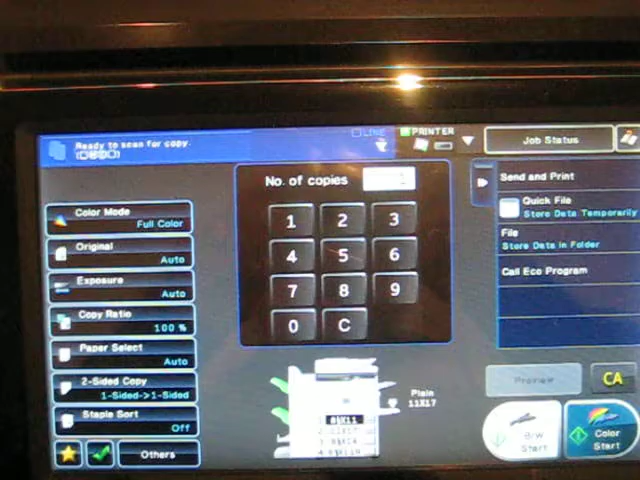 Ready to scan for copy.
LINE
PRINTER
Job Status
No. of copies
1 2 3
4 5 6
7 8 9
0 C
Color Mode
Full Color
Original
Auto
Exposure
Auto
Copy Ratio
100 %
Paper Select
Auto
2-Sided Copy
1-Sided->1-Sided
Staple Sort
Off
Others
Send and Print
Quick File
Store Data Temporarily
File
Store Data in Folder
Call Eco Program
Plain
11X17
1 8½X11
Preview
CA
B/W
Start
Color
Start